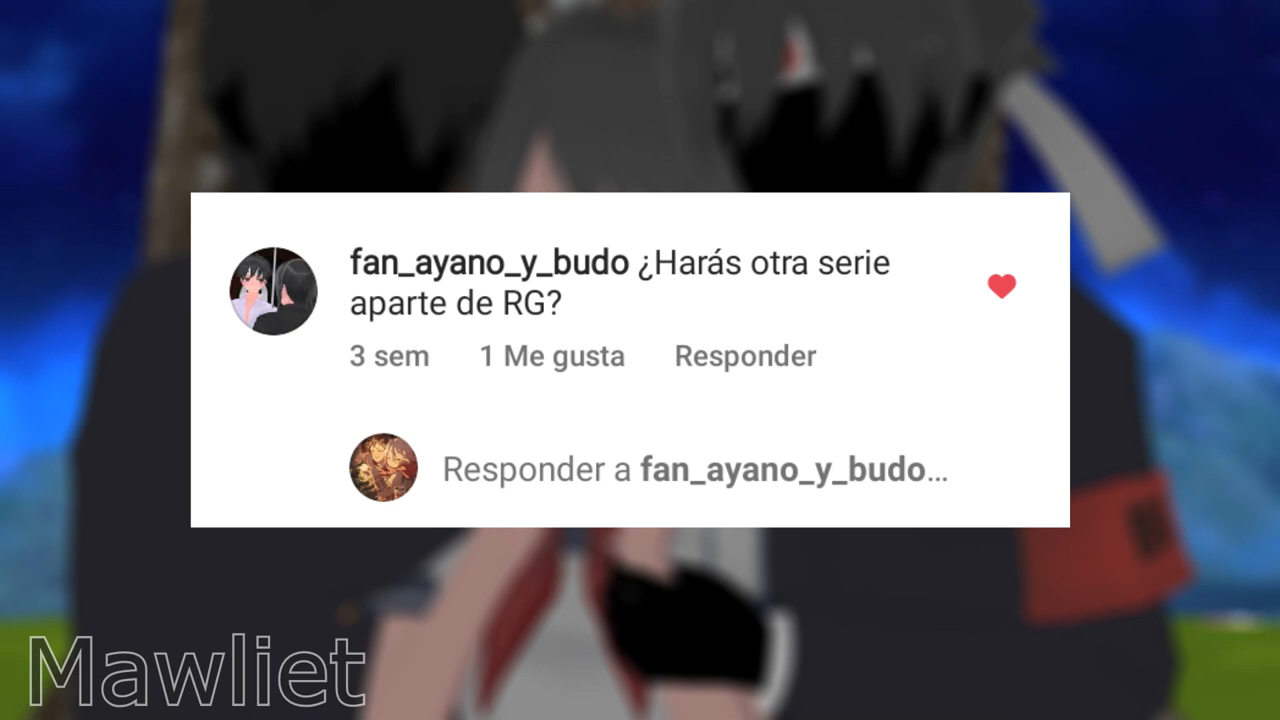 fan_ayano_y_budo ¿Harás otra serie
aparte de RG?
3 sem 1 Me gusta Responder
Responder a fan_ayano_y_budo...
Mawliet